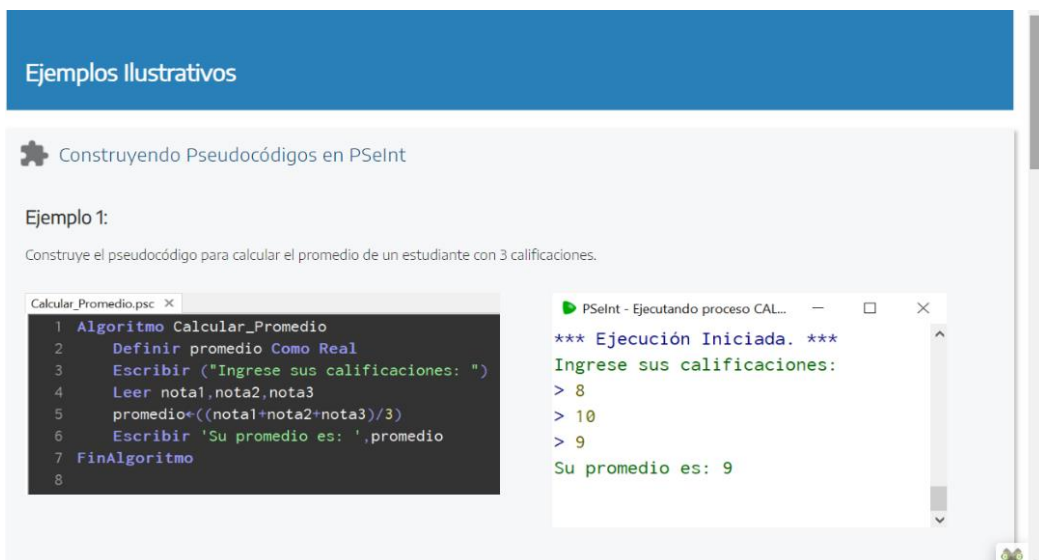 Ejemplos Ilustrativos
Construyendo Pseudocódigos en PSeInt
Ejemplo 1:
Construye el pseudocódigo para calcular el promedio de un estudiante con 3 calificaciones.
Calcular_Promedio.psc ×
1 Algoritmo Calcular_Promedio
2 Definir promedio Como Real
3 Escribir ("Ingrese sus calificaciones: ")
4 Leer nota1,nota2,nota3
5 promedio←((nota1+nota2+nota3)/3)
6 Escribir 'Su promedio es: ',promedio
7 FinAlgoritmo
8
PSeInt - Ejecutando proceso CAL...
*** Ejecución Iniciada. ***
Ingrese sus calificaciones:
> 8
> 10
> 9
Su promedio es: 9